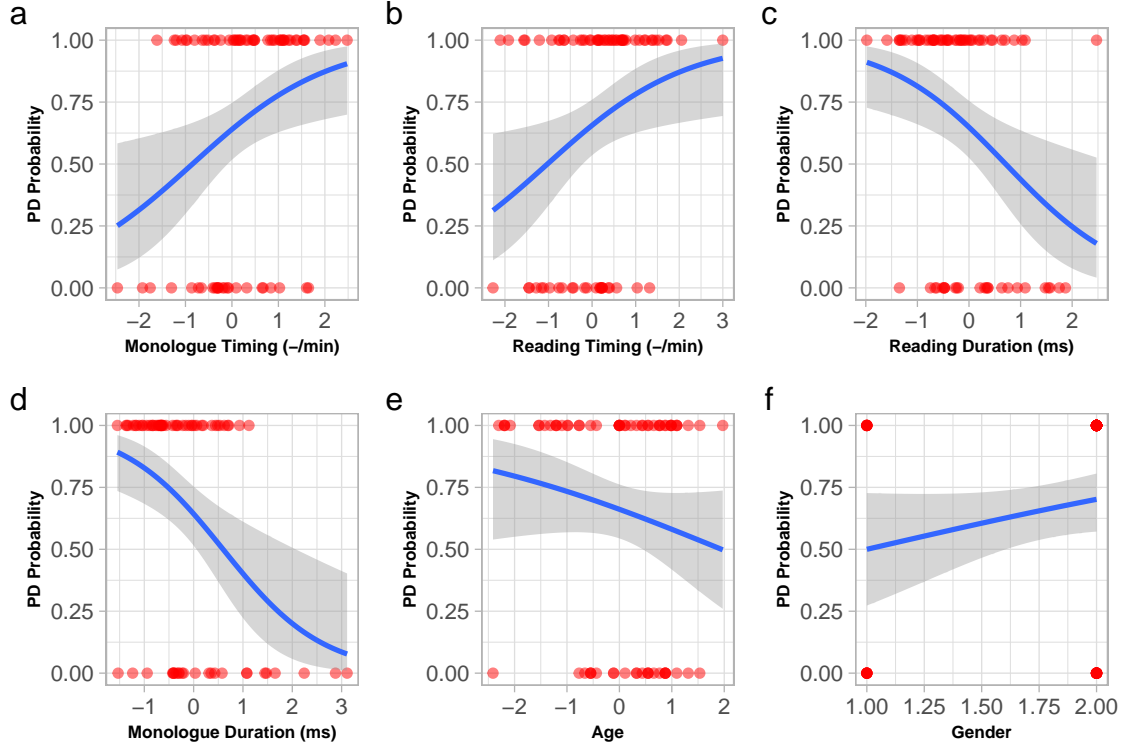 a
b
c
1.00
0.75
0.50
0.25
0.00
PD Probability
−2 −1 0 1 2
Monologue Timing (−/min)
1.00
0.75
0.50
0.25
0.00
PD Probability
−2 −1 0 1 2 3
Reading Timing (−/min)
1.00
0.75
0.50
0.25
0.00
PD Probability
−2 −1 0 1 2
Reading Duration (ms)
d
e
f
1.00
0.75
0.50
0.25
0.00
PD Probability
−1 0 1 2 3
Monologue Duration (ms)
1.00
0.75
0.50
0.25
0.00
PD Probability
−2 −1 0 1 2
Age
1.00
0.75
0.50
0.25
0.00
PD Probability
1.00 1.25 1.50 1.75 2.00
Gender